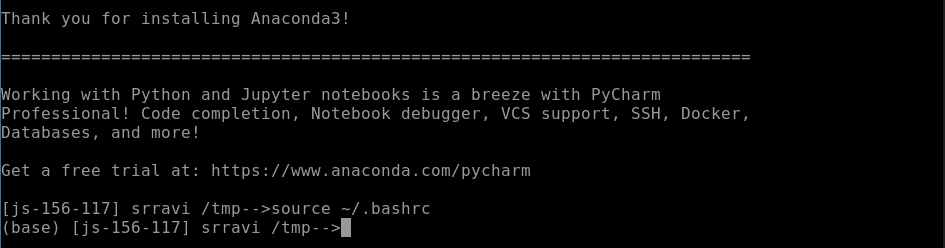 Thank you for installing Anaconda3!
===========================================================================
Working with Python and Jupyter notebooks is a breeze with PyCharm
Professional! Code completion, Notebook debugger, VCS support, SSH, Docker,
Databases, and more!
Get a free trial at: https://www.anaconda.com/pycharm
[js-156-117] srravi /tmp-->source ~/.bashrc
(base) [js-156-117] srravi /tmp-->